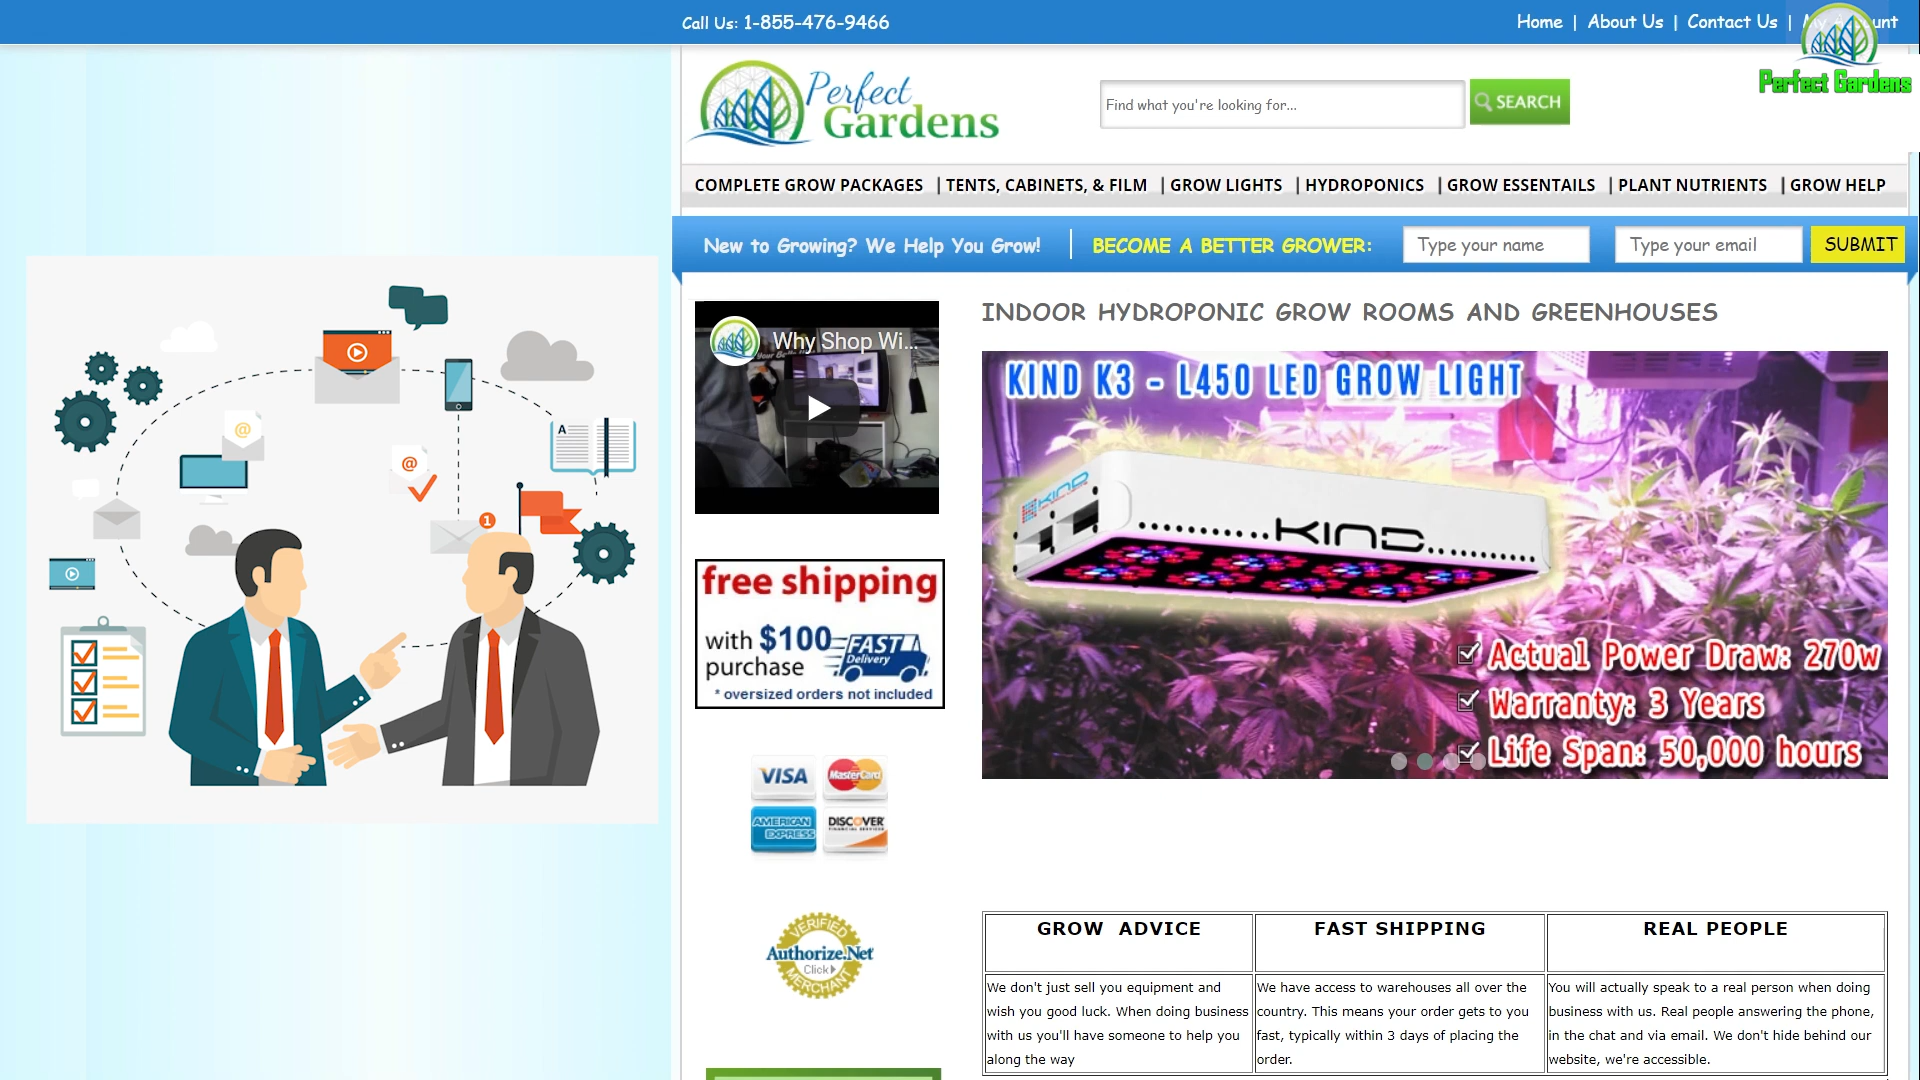 Call Us: 1-855-476-9466
Home | About Us | Contact Us |
Perfect Gardens
Perfect
Gardens
Find what you're looking for...
SEARCH
COMPLETE GROW PACKAGES | TENTS, CABINETS, & FILM | GROW LIGHTS | HYDROPONICS | GROW ESSENTAILS | PLANT NUTRIENTS | GROW HELP
New to Growing? We Help You Grow!
BECOME A BETTER GROWER:
Type your name
Type your email
SUBMIT
Why Shop Wi...
INDOOR HYDROPONIC GROW ROOMS AND GREENHOUSES
KIND K3 - L450 LED GROW LIGHT
KIND
KIND
Actual Power Draw: 270w
Warranty: 3 Years
Life Span: 50,000 hours
@
@
A
1
free shipping
with $100
purchase
FAST
Delivery
* oversized orders not included
VISA
MasterCard
AMERICAN
EXPRESS
DISCOVER
FINANCIAL SERVICES
VERIFIED
Authorize.Net
Click
MERCHANT
GROW ADVICE
We don't just sell you equipment and
wish you good luck. When doing business
with us you'll have someone to help you
along the way
FAST SHIPPING
We have access to warehouses all over the
country. This means your order gets to you
fast, typically within 3 days of placing the
order.
REAL PEOPLE
You will actually speak to a real person when doing
business with us. Real people answering the phone,
in the chat and via email. We don't hide behind our
website, we're accessible.